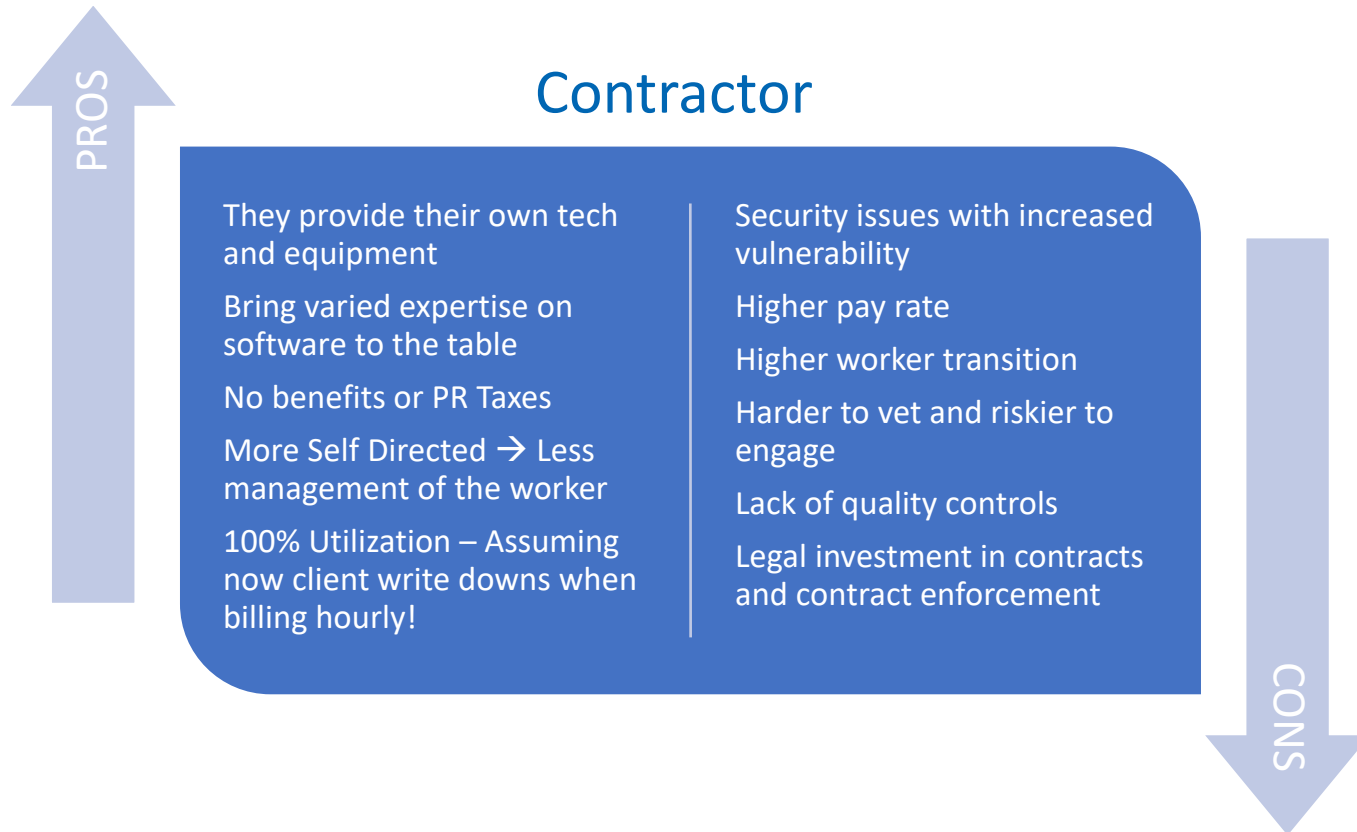 PROS
Contractor
They provide their own tech
and equipment
Bring varied expertise on
software to the table
No benefits or PR Taxes
More Self Directed → Less
management of the worker
100% Utilization – Assuming
now client write downs when
billing hourly!
Security issues with increased
vulnerability
Higher pay rate
Higher worker transition
Harder to vet and riskier to
engage
Lack of quality controls
Legal investment in contracts
and contract enforcement
CONS